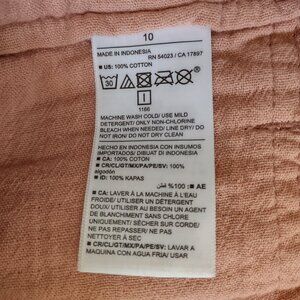 10
MADE IN INDONESIA
RN 54023 / CA 17897
■ US: 100% COTTON
30
I
1166
MACHINE WASH COLD/ USE MILD
DETERGENT/ ONLY NON-CHLORINE
BLEACH WHEN NEEDED/ LINE DRY/ DO
NOT IRON/ DO NOT DRY CLEAN
HECHO EN INDONESIA CON INSUMOS
IMPORTADOS/ DIBUAT DI INDONESIA
■ CA: 100% COTON
■ CR/CL/GT/MX/PA/PE/SV: 100%
algodón
■ ID: 100% KAPAS
■ AE : 100% قطن
■ CA: LAVER À LA MACHINE À L'EAU
FROIDE/ UTILISER UN DÉTERGENT
DOUX/ UTILISER AU BESOIN UN AGENT
DE BLANCHIMENT SANS CHLORE
UNIQUEMENT/ SÉCHER SUR CORDE/
NE PAS REPASSER/ NE PAS
NETTOYER À SEC
■ CR/CL/GT/MX/PA/PE/SV: LAVAR A
MAQUINA CON AGUA FRIA/ USAR